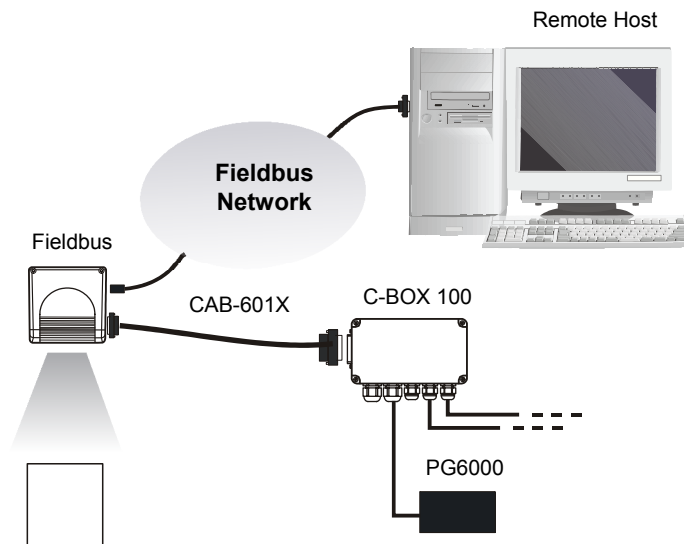 Remote Host
Fieldbus
Network
Fieldbus
CAB-601X
C-BOX 100
PG6000